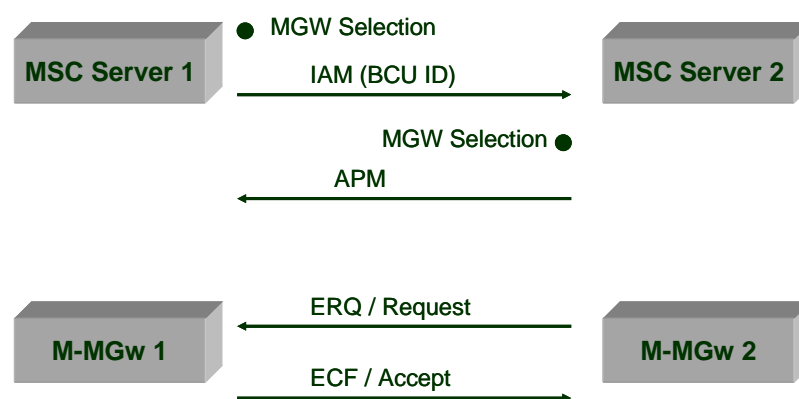 MGW Selection
MSC Server 1
IAM (BCU ID)
MSC Server 2
MGW Selection
APM
ERQ / Request
M-MGw 1
M-MGw 2
ECF / Accept